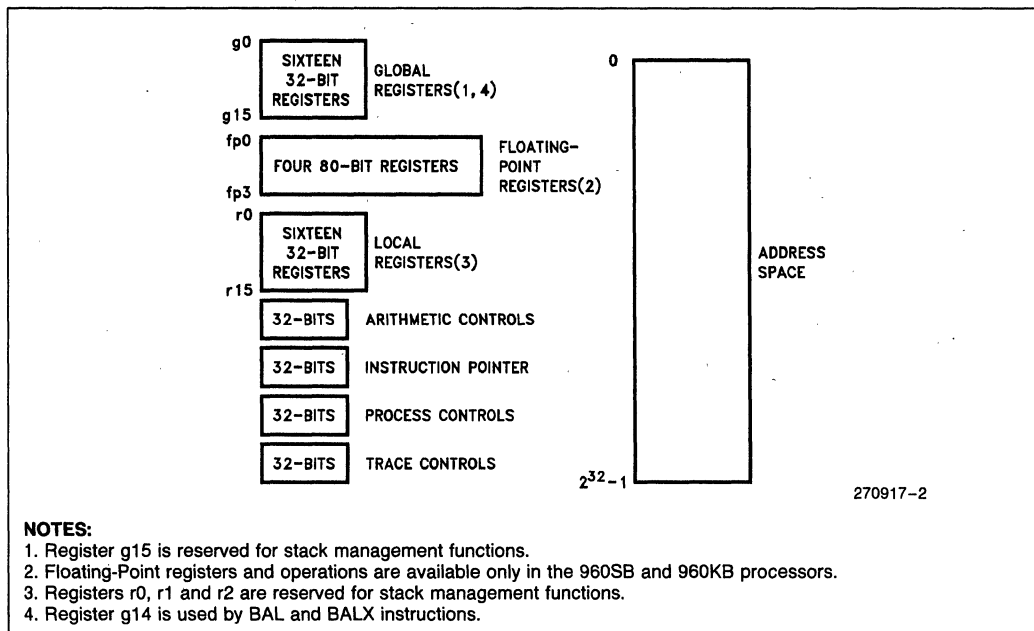 g0
SIXTEEN
32-BIT
REGISTERS
g15
GLOBAL
REGISTERS(1,4)
fp0
FOUR 80-BIT REGISTERS
fp3
FLOATING-
POINT
REGISTERS(2)
r0
SIXTEEN
32-BIT
REGISTERS
r15
LOCAL
REGISTERS(3)
32-BITS ARITHMETIC CONTROLS
32-BITS INSTRUCTION POINTER
32-BITS PROCESS CONTROLS
32-BITS TRACE CONTROLS
0
ADDRESS
SPACE
2³²-1
270917-2
NOTES:
1. Register g15 is reserved for stack management functions.
2. Floating-Point registers and operations are available only in the 960SB and 960KB processors.
3. Registers r0, r1 and r2 are reserved for stack management functions.
4. Register g14 is used by BAL and BALX instructions.